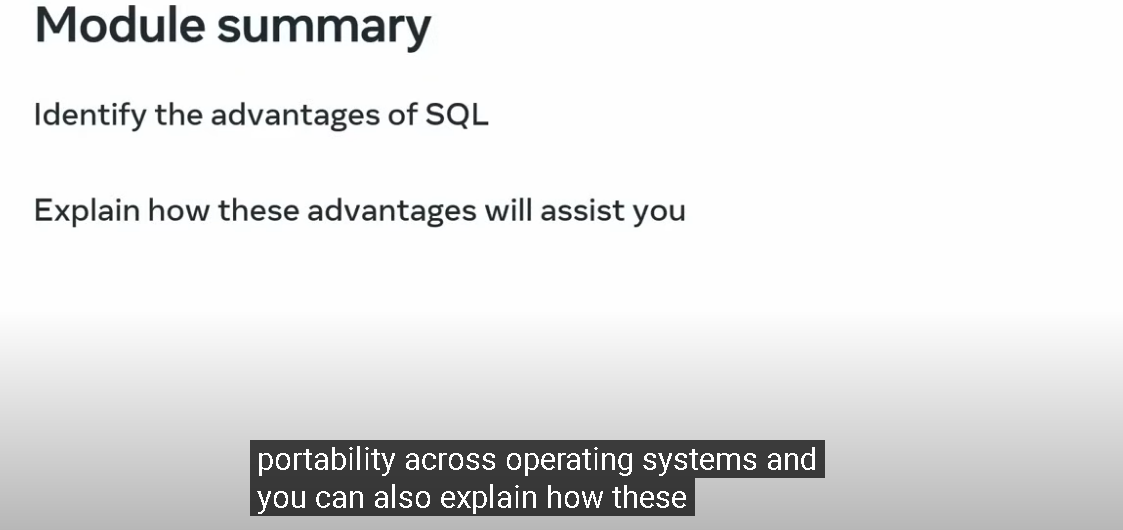 Module summary
Identify the advantages of SQL
Explain how these advantages will assist you
portability across operating systems and
you can also explain how these